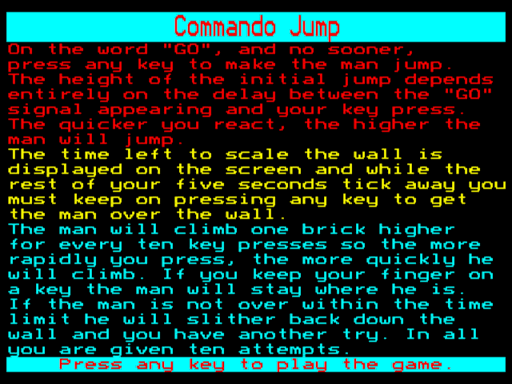 Commando Jump
On the word "GO", and no sooner,
press any key to make the man jump.
The height of the initial jump depends
entirely on the delay between the "GO"
signal appearing and your key press.
The quicker you react, the higher the
man will jump.
The time left to scale the wall is
displayed on the screen and while the
rest of your five seconds tick away you
must keep on pressing any key to get
the man over the wall.
The man will climb one brick higher
for every ten key presses so the more
rapidly you press, the more quickly he
will climb. If you keep your finger on
a key the man will stay where he is.
If the man is not over within the time
limit he will slither back down the
wall and you have another try. In all
you are given ten attempts.
Press any key to play the game.